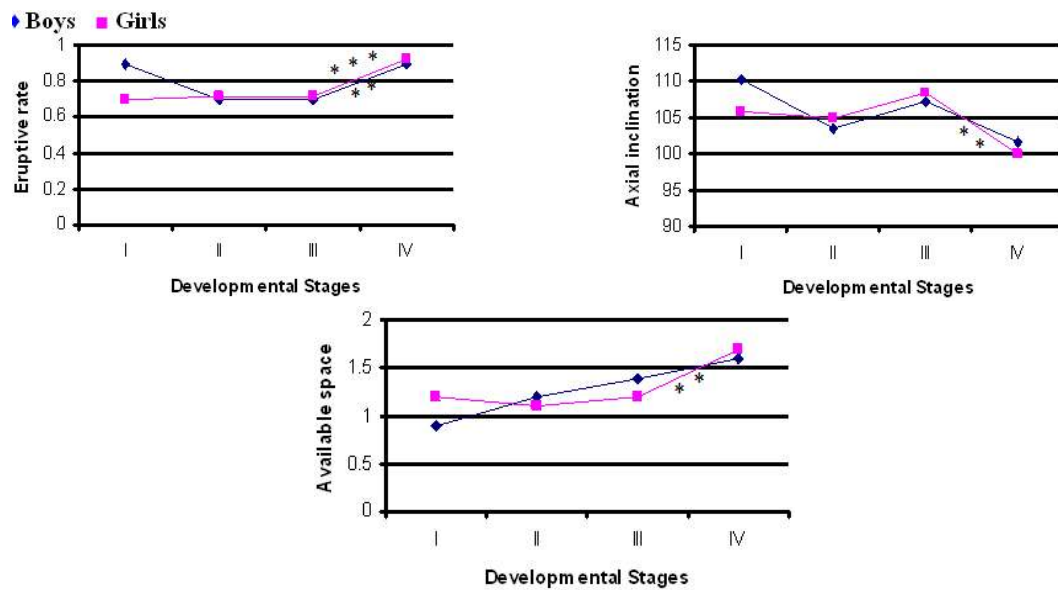 Boys Girls
1
0.8
0.6
0.4
0.2
0
Eruptive rate
* * *
* *
I II III IV
Developmental Stages
115
110
105
100
95
90
Axial inclination
* *
I II III IV
Developmental Stages
2
1.5
1
0.5
0
Available space
* *
I II III IV
Developmental Stages